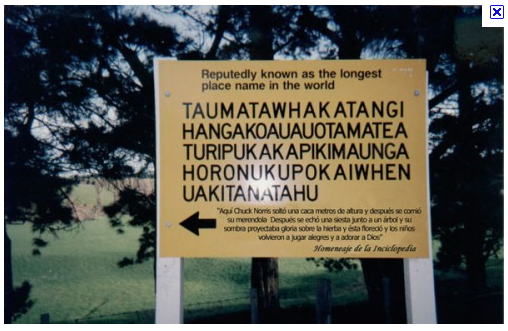 Reputedly known as the longest
place name in the world
TAUMATAWHAKATANGI
HANGAKOAUAUOTAMATEA
TURIPUKAKAPIKIMAUNGA
HORONUKUPOKAIWHEN
UAKITANATAHU
"Aquí Chuck Norris soltó una caca metros de altura y después se comió
su merendola Después se echó una siesta junto a un árbol y su
sombra proyectaba gloria sobre la hierba y ésta floreció y los niños
volvieron a jugar alegres y a adorar a Dios"
Homeneaje de la Inciclopedia